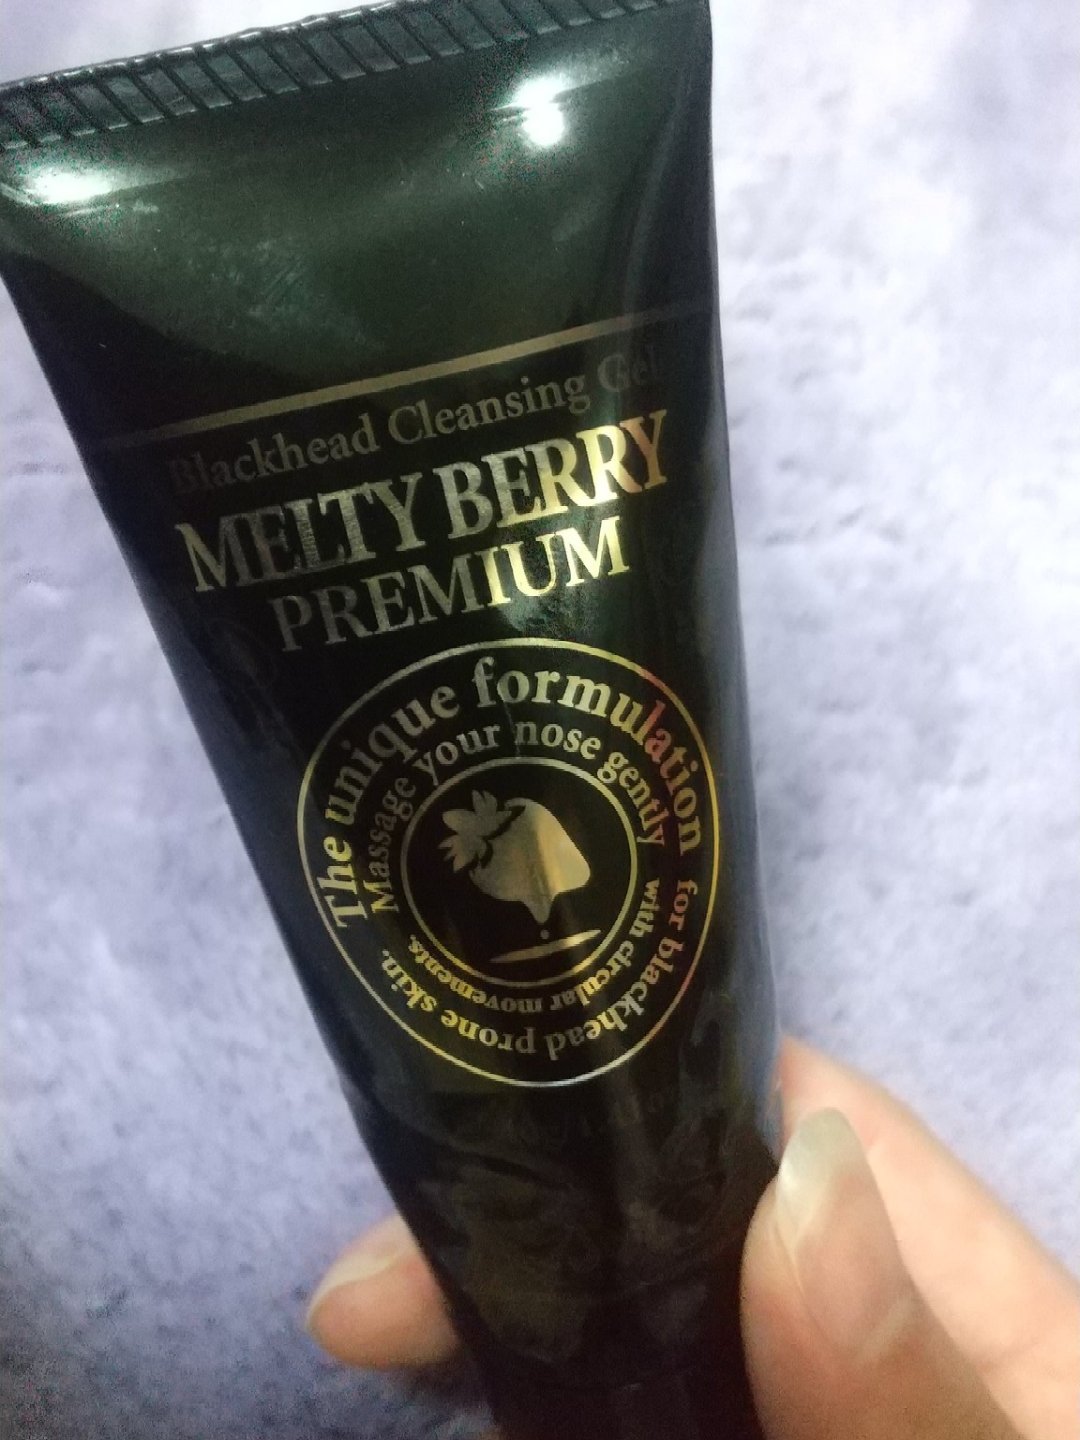 Blackhead Cleansing Gel
MELTY BERRY
PREMIUM
The unique formulation for blackhead prone skin.
Massage your nose gently with circular movements.